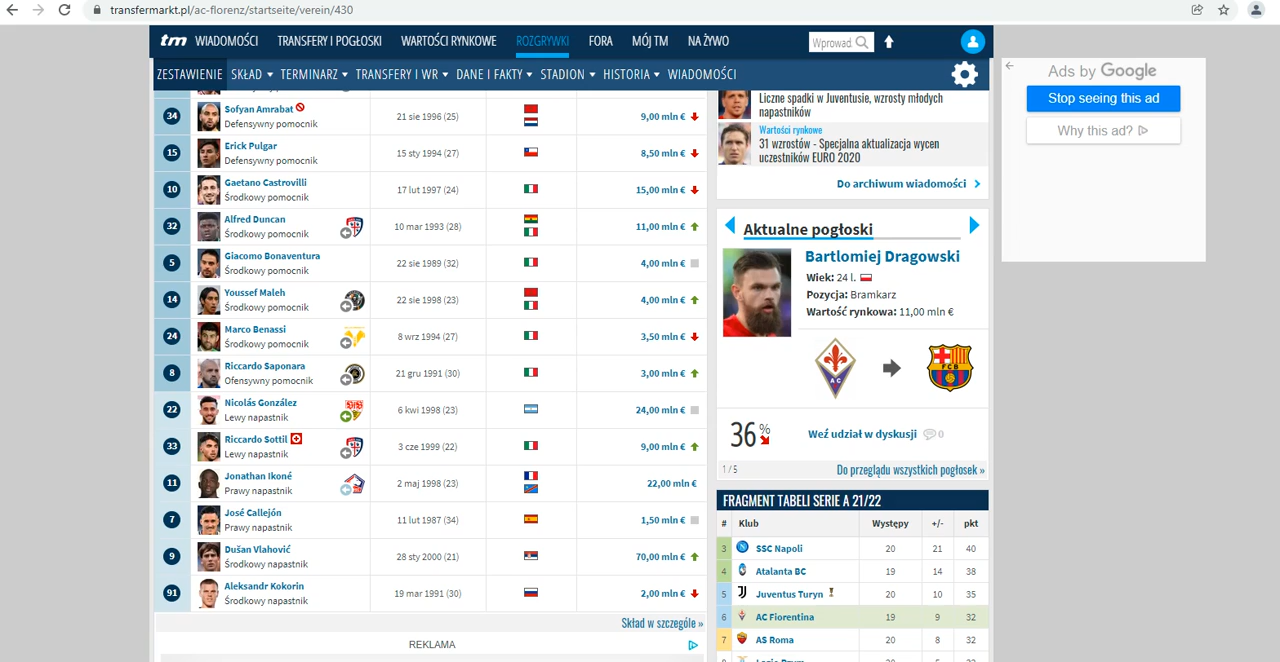 transfermarkt.pl/ac-florenz/startseite/verein/430
tm WIADOMOŚCI TRANSFERY I POGŁOSKI WARTOŚCI RYNKOWE ROZGRYWKI FORA MÓJ TM NA ŻYWO Wprowad.
ZESTAWIENIE SKŁAD TERMINARZ TRANSFERY I WR DANE I FAKTY STADION HISTORIA WIADOMOŚCI
34 Sofyan Amrabat 21 sie 1996 (25) 9,00 mln €
Defensywny pomocnik
15 Erick Pulgar 15 sty 1994 (27) 8,50 mln €
Defensywny pomocnik
10 Gaetano Castrovilli 17 lut 1997 (24) 15,00 mln €
Środkowy pomocnik
32 Alfred Duncan 10 mar 1993 (28) 11,00 mln €
Środkowy pomocnik
5 Giacomo Bonaventura 22 sie 1989 (32) 4,00 mln €
Środkowy pomocnik
14 Youssef Maleh 22 sie 1998 (23) 4,00 mln €
Środkowy pomocnik
24 Marco Benassi 8 wrz 1994 (27) 3,50 mln €
Środkowy pomocnik
8 Riccardo Saponara 21 gru 1991 (30) 3,00 mln €
Ofensywny pomocnik
22 Nicolás González 6 kwi 1998 (23) 24,00 mln €
Lewy napastnik
33 Riccardo Sottil 3 cze 1999 (22) 9,00 mln €
Lewy napastnik
11 Jonathan Ikoné 2 maj 1998 (23) 22,00 mln €
Prawy napastnik
7 José Callejón 11 lut 1987 (34) 1,50 mln €
Prawy napastnik
9 Dušan Vlahović 28 sty 2000 (21) 70,00 mln €
Środkowy napastnik
91 Aleksandr Kokorin 19 mar 1991 (30) 2,00 mln €
Środkowy napastnik
Skład w szczególe »
REKLAMA
Liczne spadki w Juventusie, wzrosty młodych
napastników
Wartości rynkowe
31 wzrostów - Specjalna aktualizacja wycen
uczestników EURO 2020
Do archiwum wiadomości
Aktualne pogłoski
Bartlomiej Dragowski
Wiek: 24 l.
Pozycja: Bramkarz
Wartość rynkowa: 11,00 mln €
AC
FCB
36 %
Weź udział w dyskusji 0
1 / 5 Do przeglądu wszystkich pogłosek »
FRAGMENT TABELI SERIE A 21/22
# Klub Występy +/- pkt
3 SSC Napoli 20 21 40
4 Atalanta BC 19 14 38
5 Juventus Turyn 20 10 35
6 AC Fiorentina 19 9 32
7 AS Roma 20 8 32
Ads by Google
Stop seeing this ad
Why this ad?